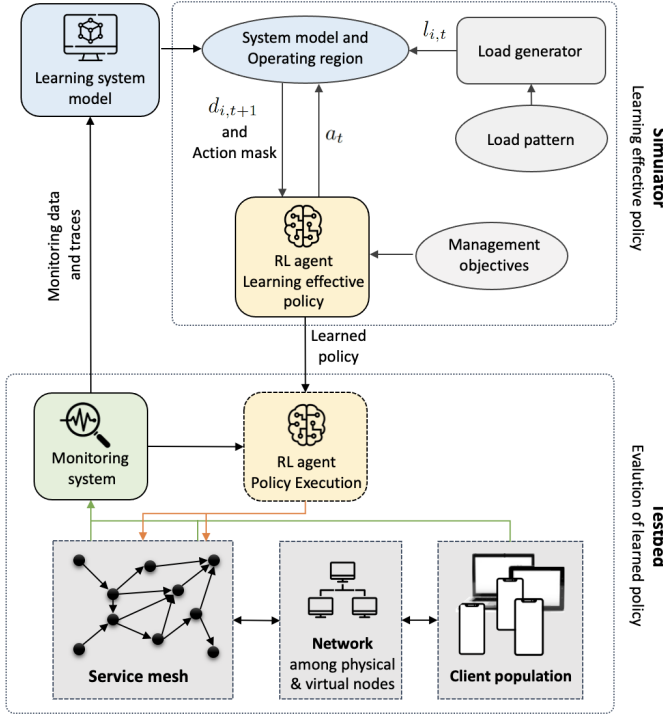 Learning system
model
System model and
Operating region
l_{i,t}
Load generator
Load pattern
d_{i,t+1}
and
Action mask
a_t
Monitoring data
and traces
RL agent
Learning effective
policy
Management
objectives
Simulator
Learning effective policy
Learned
policy
Monitoring
system
RL agent
Policy Execution
Testbed
Evalution of learned policy
Service mesh
Network
among physical
& virtual nodes
Client population